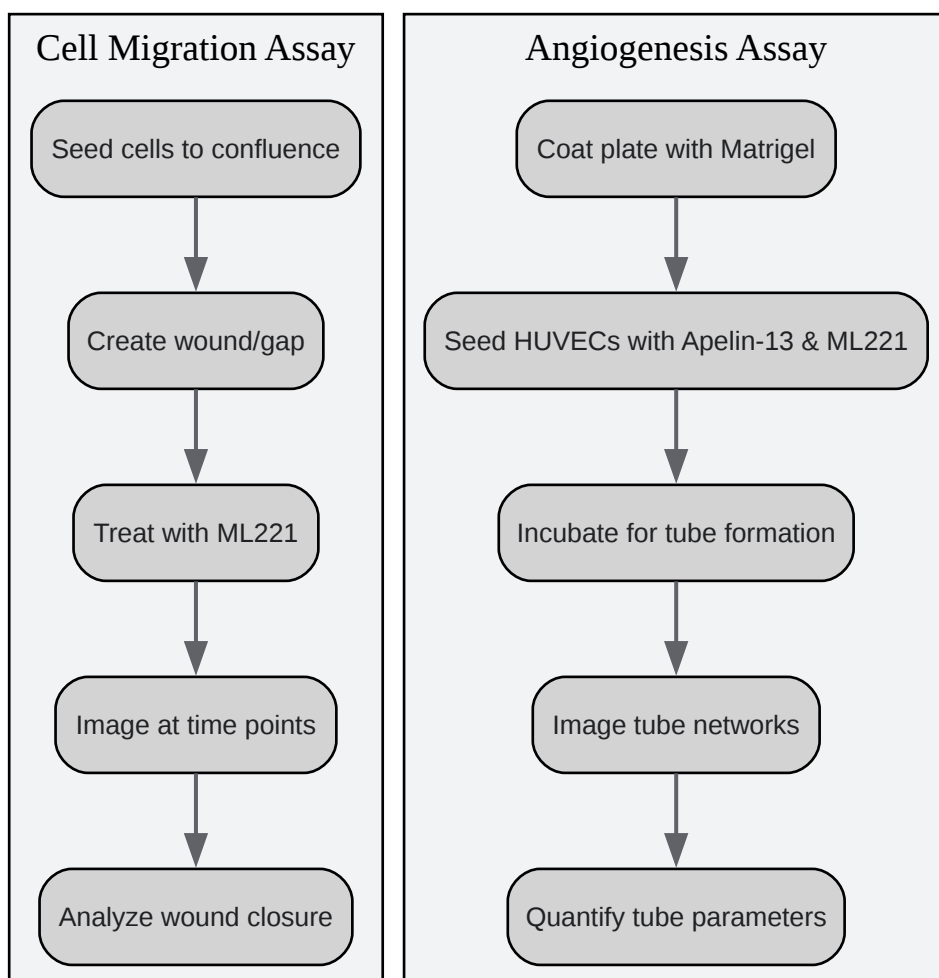 Cell Migration Assay
Seed cells to confluence
Create wound/gap
Treat with ML221
Image at time points
Analyze wound closure
Angiogenesis Assay
Coat plate with Matrigel
Seed HUVECs with Apelin-13 & ML221
Incubate for tube formation
Image tube networks
Quantify tube parameters